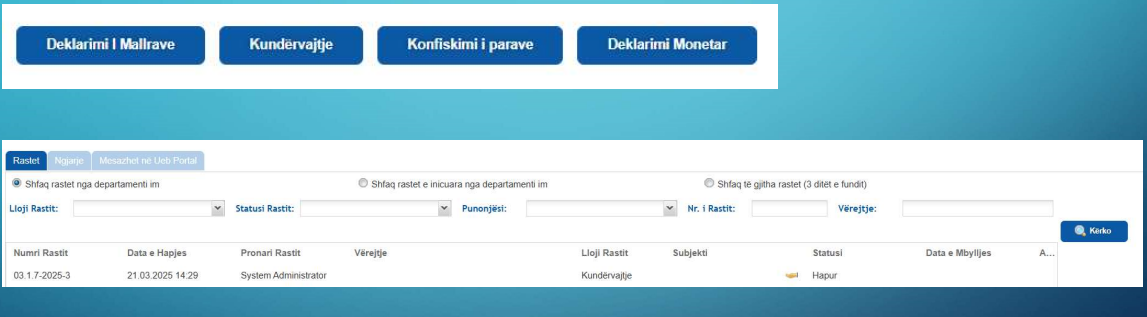 Deklarimi I Mallrave Kundërvajtje Konfiskimi i parave Deklarimi Monetar
Rastet Ngjarje Mesazhet në Ueb Portal
Shfaq rastet nga departamenti im Shfaq rastet e inicuara nga departamenti im Shfaq të gjitha rastet (3 ditët e fundit)
Lloji Rastit: Statusi Rastit: Punonjësi: Nr. i Rastit: Vërejtje:
Kërko
Numri Rastit Data e Hapjes Pronari Rastit Vërejtje Lloji Rastit Subjekti Statusi Data e Mbylljes A...
03.1.7-2025-3 21.03.2025 14:29 System Administrator Kundërvajtje Hapur